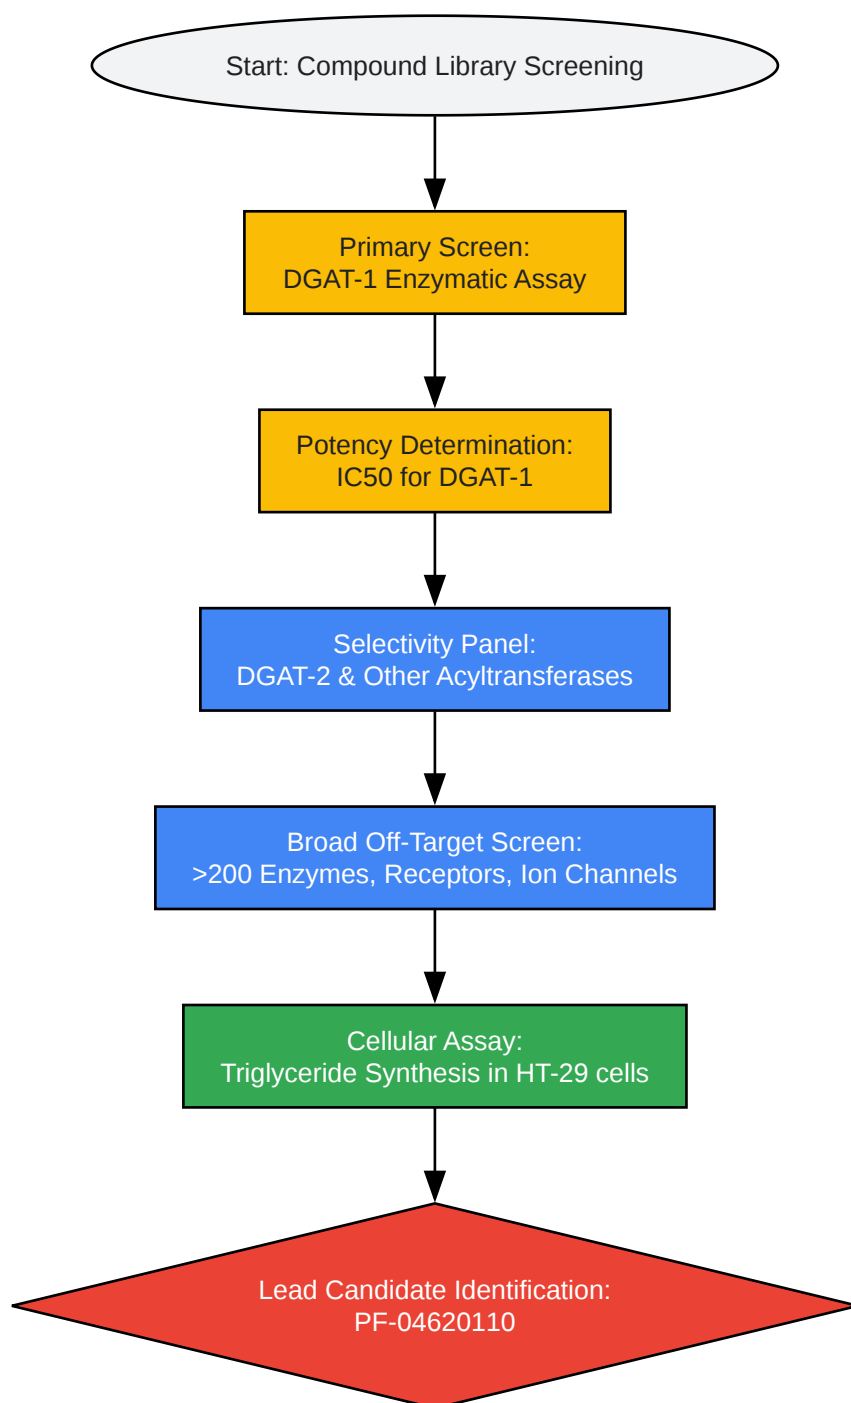 Start: Compound Library Screening
Primary Screen:
DGAT-1 Enzymatic Assay
Potency Determination:
IC50 for DGAT-1
Selectivity Panel:
DGAT-2 & Other Acyltransferases
Broad Off-Target Screen:
>200 Enzymes, Receptors, Ion Channels
Cellular Assay:
Triglyceride Synthesis in HT-29 cells
Lead Candidate Identification:
PF-04620110